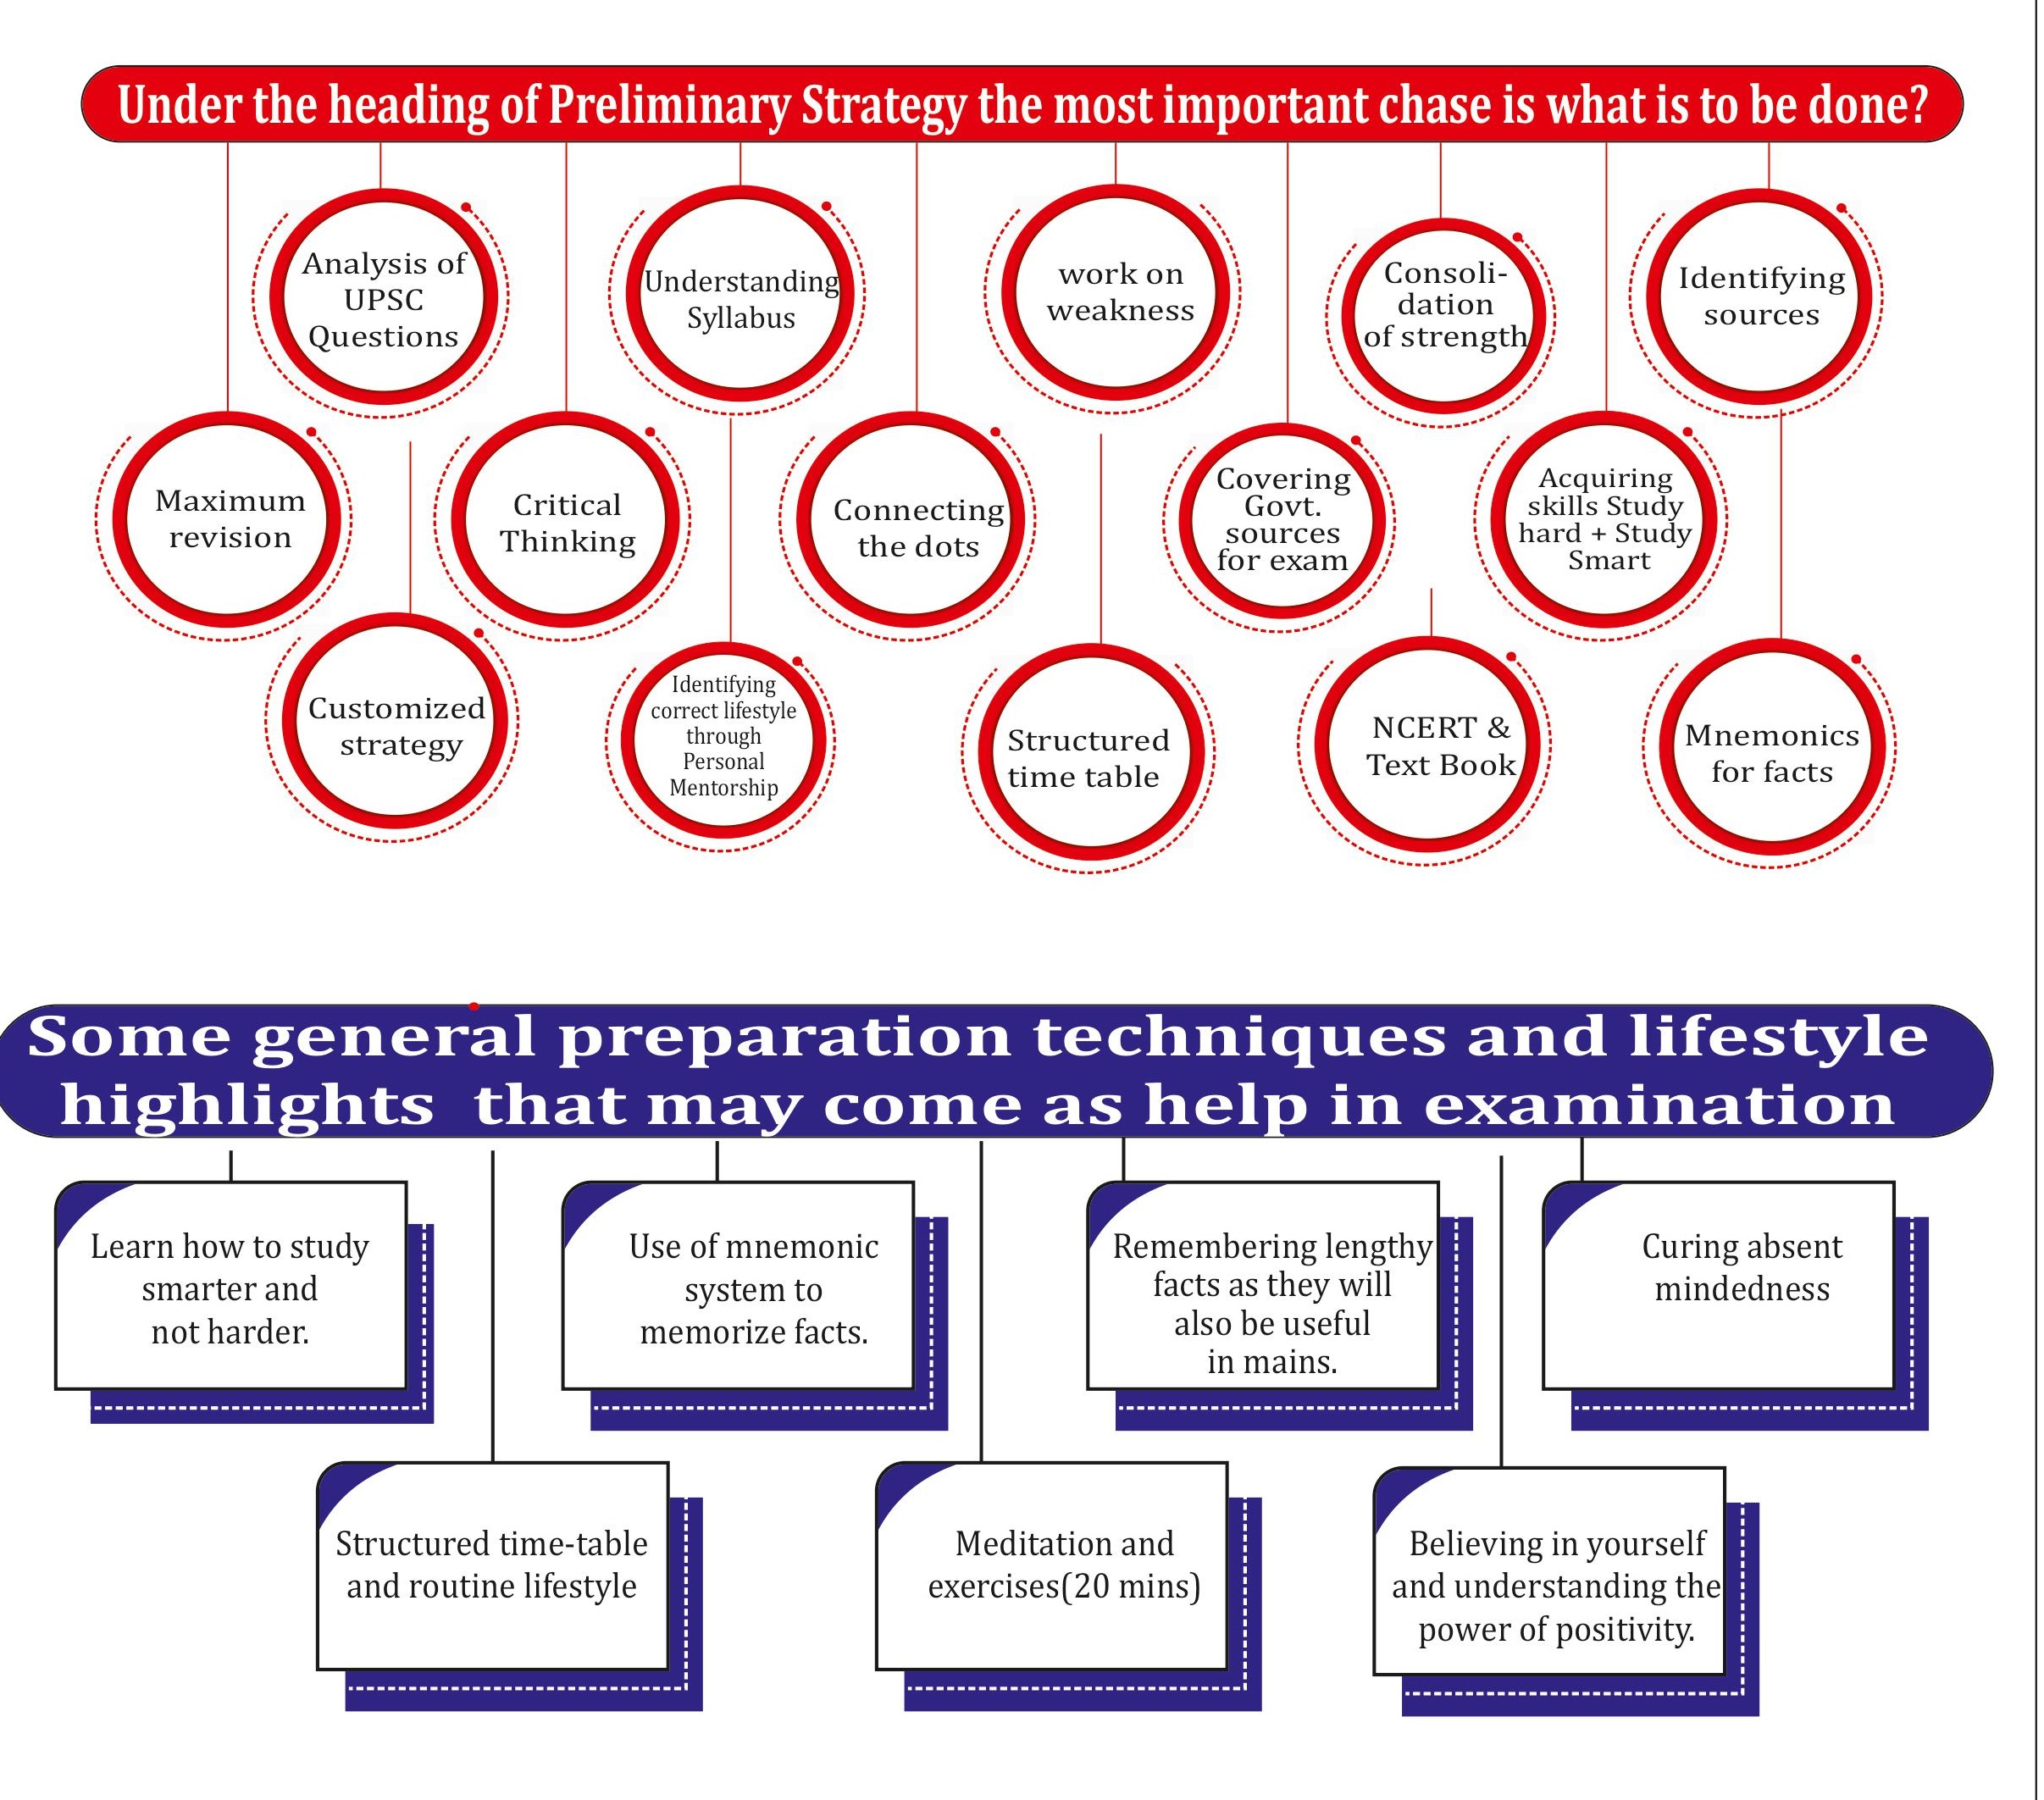 Under the heading of Preliminary Strategy the most important chase is what is to be done?
Analysis of
UPSC
Questions
Understanding
Syllabus
work on
weakness
Consoli-
dation
of strength
Identifying
sources
Maximum
revision
Critical
Thinking
Connecting
the dots
Covering
Govt.
sources
for exam
Acquiring
skills Study
hard + Study
Smart
Customized
strategy
Identifying
correct lifestyle
through
Personal
Mentorship
Structured
time table
NCERT &
Text Book
Mnemonics
for facts
Some general preparation techniques and lifestyle
highlights that may come as help in examination
Learn how to study
smarter and
not harder.
Use of mnemonic
system to
memorize facts.
Remembering lengthy
facts as they will
also be useful
in mains.
Curing absent
mindedness
Structured time-table
and routine lifestyle
Meditation and
exercises(20 mins)
Believing in yourself
and understanding the
power of positivity.